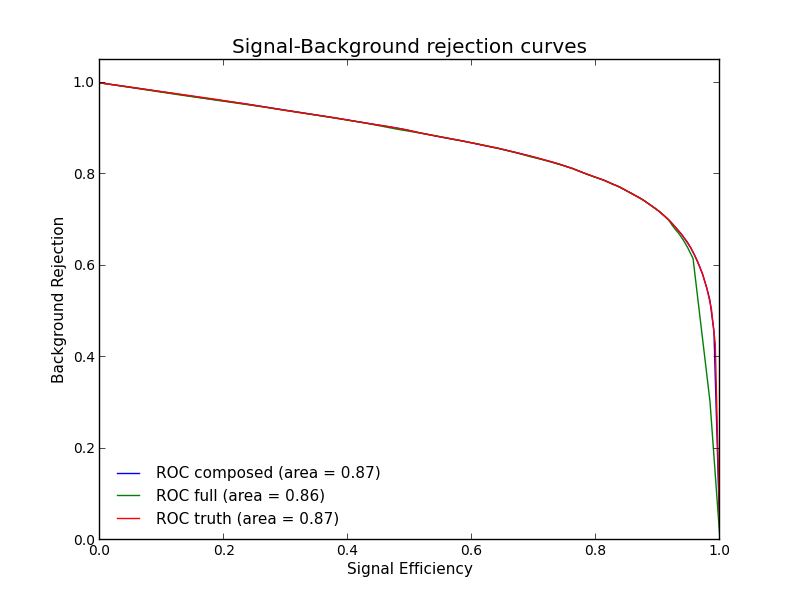 Signal-Background rejection curves
Background Rejection
1.0
0.8
0.6
0.4
0.2
0.0
ROC composed (area = 0.87)
ROC full (area = 0.86)
ROC truth (area = 0.87)
0.0 0.2 0.4 0.6 0.8 1.0
Signal Efficiency